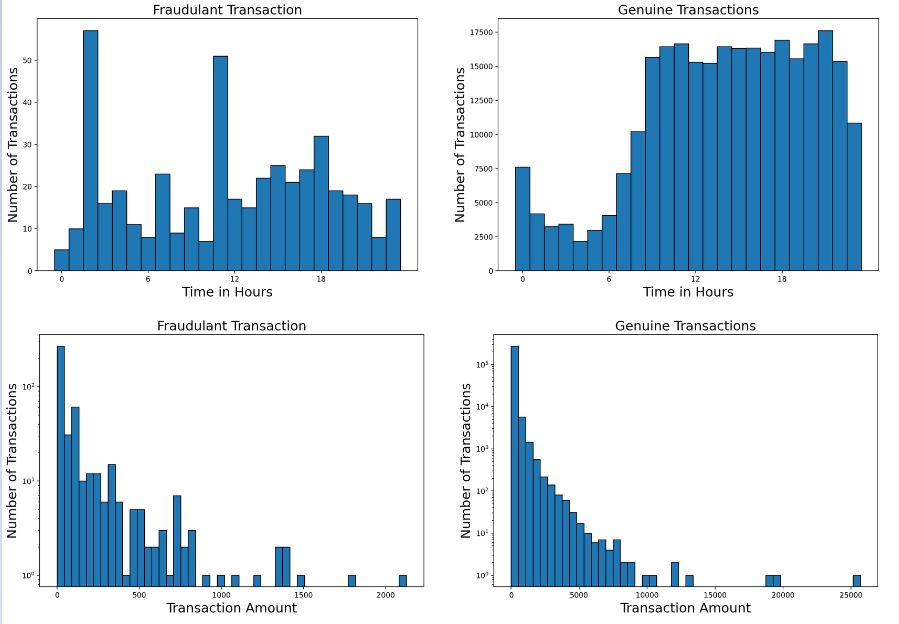 Fraudulant Transaction
Number of Transactions
50
40
30
20
10
0
0 6 12 18
Time in Hours
Genuine Transactions
Number of Transactions
17500
15000
12500
10000
7500
5000
2500
0
0 6 12 18
Time in Hours
Fraudulant Transaction
Number of Transactions
10²
10¹
10⁰
0 500 1000 1500 2000
Transaction Amount
Genuine Transactions
Number of Transactions
10⁵
10⁴
10³
10²
10¹
10⁰
0 5000 10000 15000 20000 25000
Transaction Amount